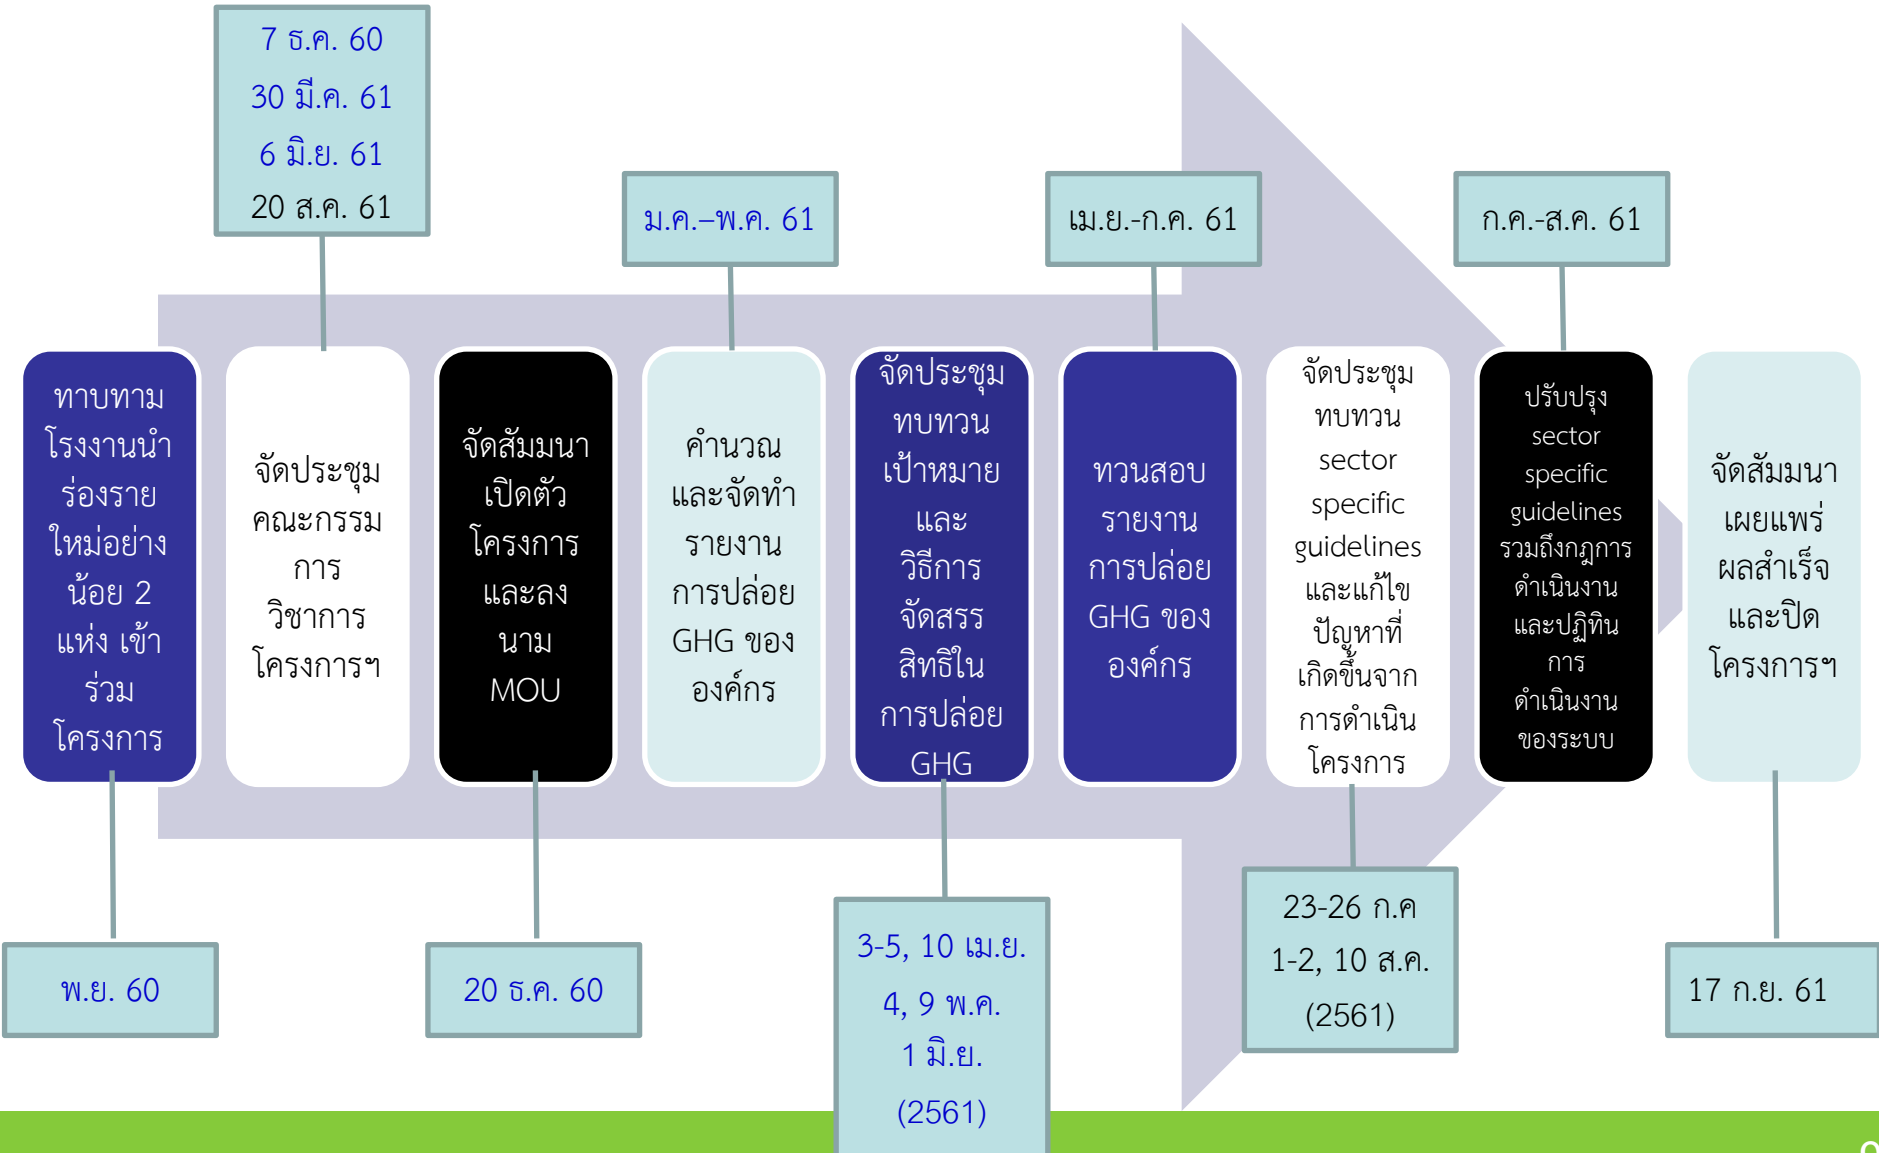 7 ธ.ค. 60
30 มี.ค. 61
6 มิ.ย. 61
20 ส.ค. 61
ม.ค.–พ.ค. 61
เม.ย.-ก.ค. 61
ก.ค.-ส.ค. 61
ทาบทาม
โรงงานนำ
ร่องราย
ใหม่อย่าง
น้อย 2
แห่ง เข้า
ร่วม
โครงการ
จัดประชุม
คณะกรรม
การ
วิชาการ
โครงการฯ
จัดสัมมนา
เปิดตัว
โครงการ
และลง
นาม
MOU
คำนวณ
และจัดทำ
รายงาน
การปล่อย
GHG ของ
องค์กร
จัดประชุม
ทบทวน
เป้าหมาย
และ
วิธีการ
จัดสรร
สิทธิใน
การปล่อย
GHG
ทวนสอบ
รายงาน
การปล่อย
GHG ของ
องค์กร
จัดประชุม
ทบทวน
sector
specific
guidelines
และแก้ไข
ปัญหาที่
เกิดขึ้นจาก
การดำเนิน
โครงการ
ปรับปรุง
sector
specific
guidelines
รวมถึงกฎการ
ดำเนินงาน
และปฏิทิน
การ
ดำเนินงาน
ของระบบ
จัดสัมมนา
เผยแพร่
ผลสำเร็จ
และปิด
โครงการฯ
พ.ย. 60
20 ธ.ค. 60
3-5, 10 เม.ย.
4, 9 พ.ค.
1 มิ.ย.
(2561)
23-26 ก.ค
1-2, 10 ส.ค.
(2561)
17 ก.ย. 61